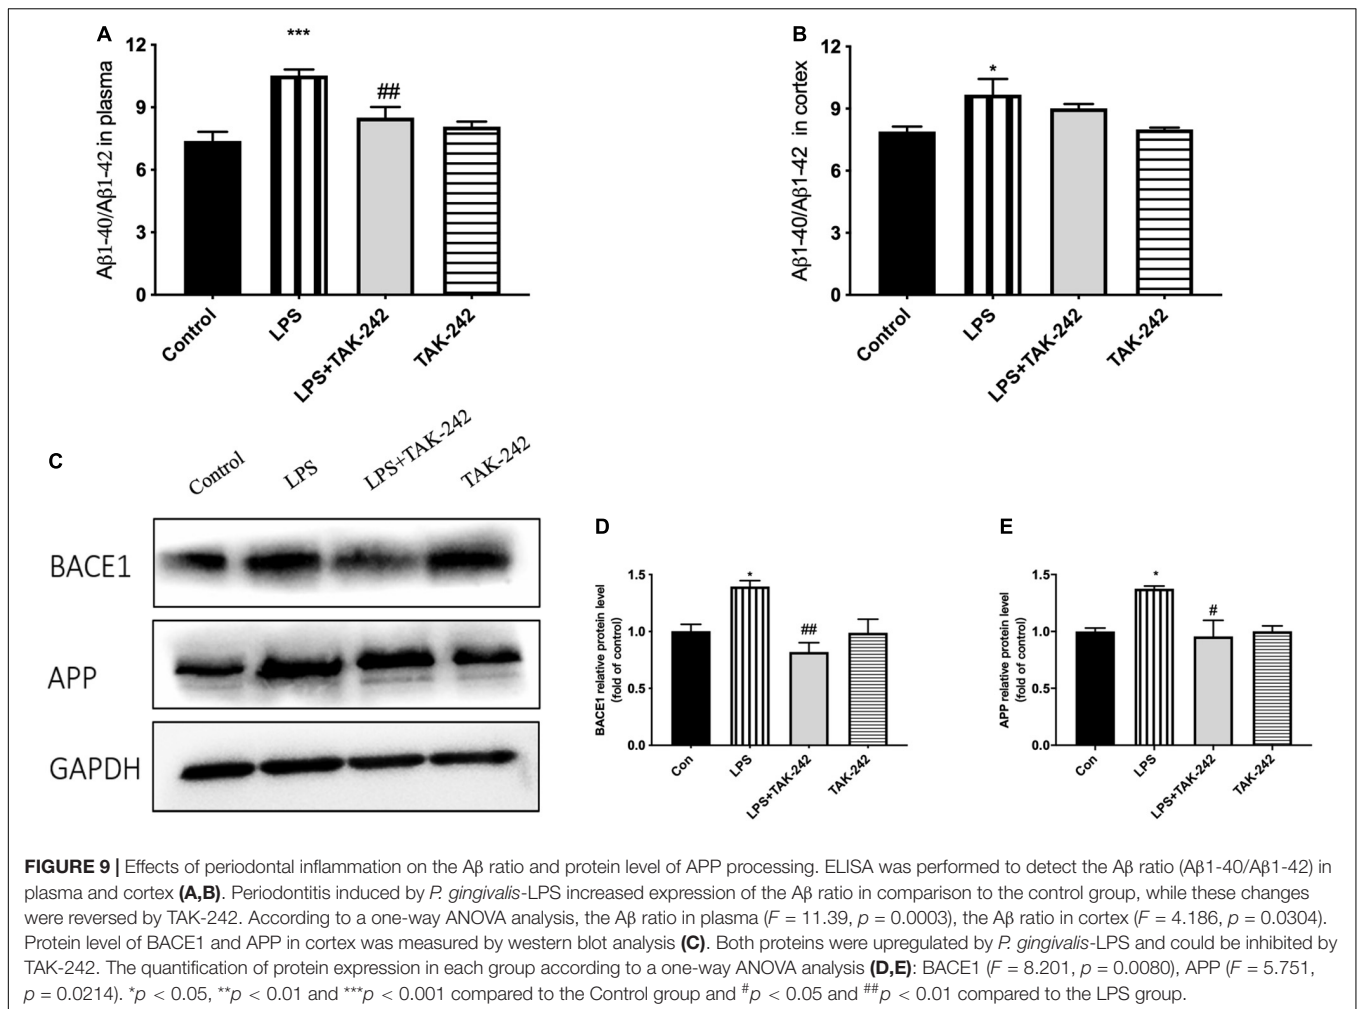 A
Aβ1-40/Aβ1-42 in plasma
12
9
6
3
0
***
##
Control
LPS
LPS+TAK-242
TAK-242
B
Aβ1-40/Aβ1-42 in cortex
12
9
6
3
0
*
Control
LPS
LPS+TAK-242
TAK-242
C
Control
LPS
LPS+TAK-242
TAK-242
BACE1
APP
GAPDH
D
BACE1 relative protein level
(fold of control)
1.5
1.0
0.5
0.0
*
##
Con
LPS
LPS+TAK-242
TAK-242
E
APP relative protein level
(fold of control)
1.5
1.0
0.5
0.0
*
#
Con
LPS
LPS+TAK-242
TAK-242
FIGURE 9 | Effects of periodontal inflammation on the Aβ ratio and protein level of APP processing. ELISA was performed to detect the Aβ ratio (Aβ1-40/Aβ1-42) in
plasma and cortex (A,B). Periodontitis induced by P. gingivalis-LPS increased expression of the Aβ ratio in comparison to the control group, while these changes
were reversed by TAK-242. According to a one-way ANOVA analysis, the Aβ ratio in plasma (F = 11.39, p = 0.0003), the Aβ ratio in cortex (F = 4.186, p = 0.0304).
Protein level of BACE1 and APP in cortex was measured by western blot analysis (C). Both proteins were upregulated by P. gingivalis-LPS and could be inhibited by
TAK-242. The quantification of protein expression in each group according to a one-way ANOVA analysis (D,E): BACE1 (F = 8.201, p = 0.0080), APP (F = 5.751,
p = 0.0214). *p < 0.05, **p < 0.01 and ***p < 0.001 compared to the Control group and #p < 0.05 and ##p < 0.01 compared to the LPS group.